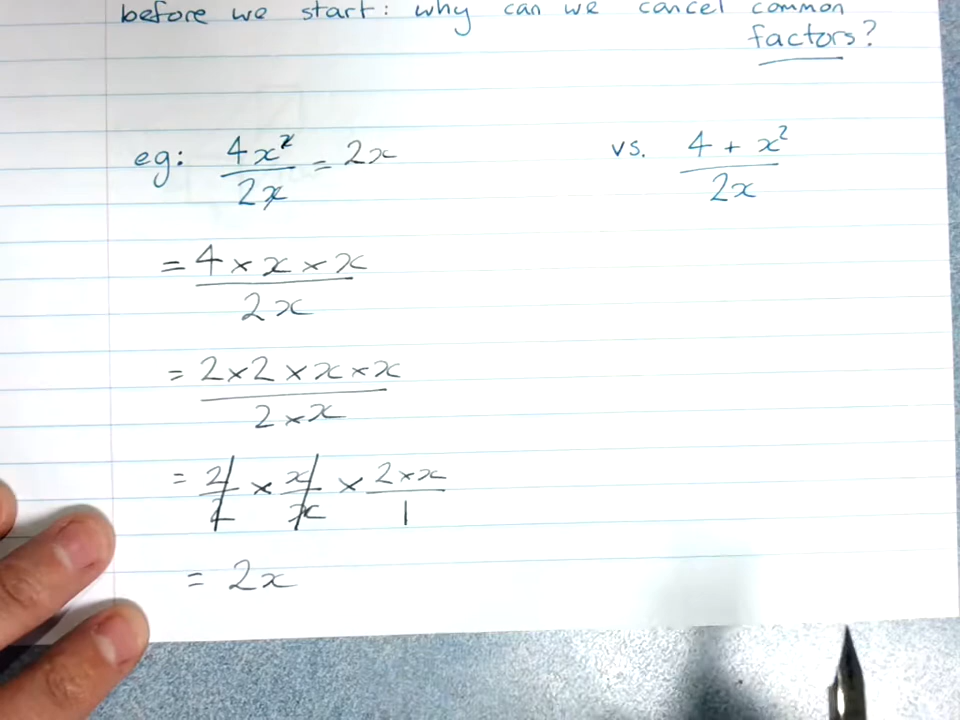 before we start: why can we cancel common
factors?
eg: 4x² / 2x = 2x
vs. 4 + x² / 2x
= 4 × x × x / 2x
= 2×2 × x × x / 2 × x
= 2/2 × x/x × 2 × x / 1
= 2x